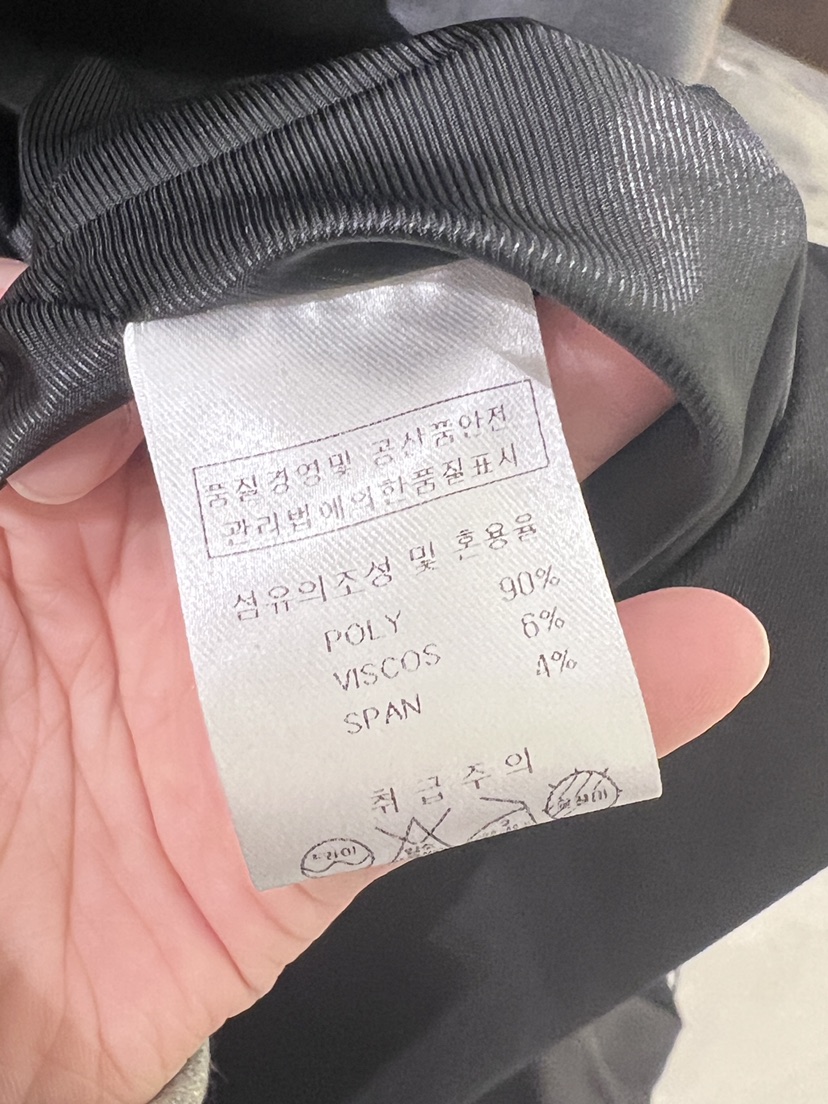 품질경영및 공산품안전
관리법에의한품질표시
섬유의조성 및 혼용율
POLY 90%
VISCOS 6%
SPAN 4%
취급주의
드라이